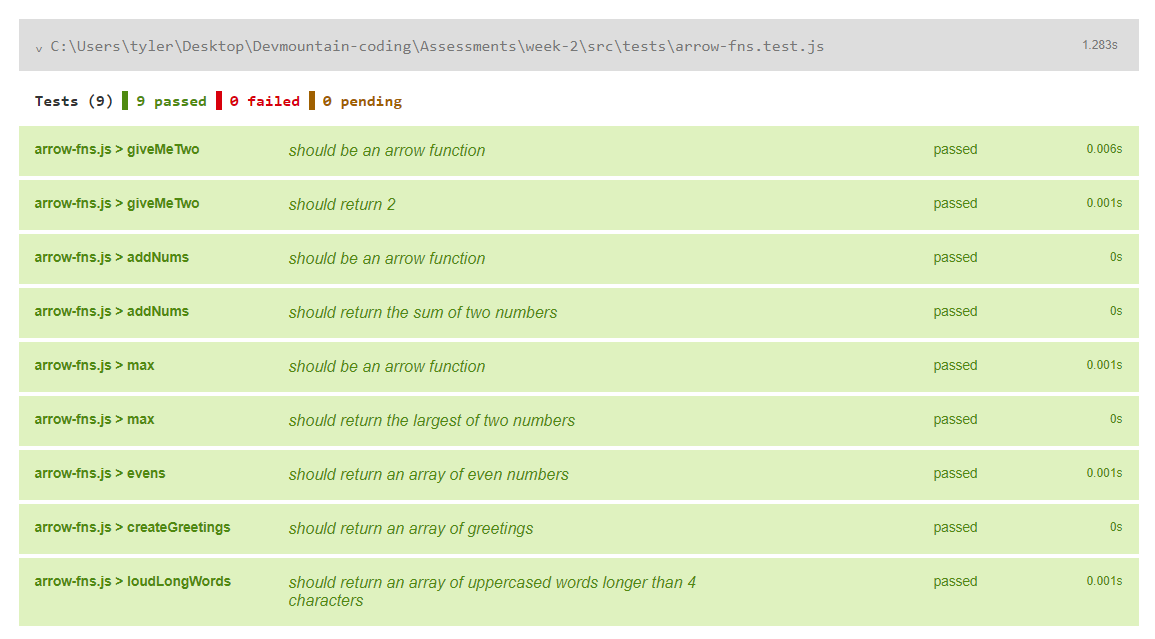 v C:\Users\tyler\Desktop\Devmountain-coding\Assessments\week-2\src\tests\arrow-fns.test.js 1.283s
Tests (9) 9 passed 0 failed 0 pending
arrow-fns.js > giveMeTwo should be an arrow function passed 0.006s
arrow-fns.js > giveMeTwo should return 2 passed 0.001s
arrow-fns.js > addNums should be an arrow function passed 0s
arrow-fns.js > addNums should return the sum of two numbers passed 0s
arrow-fns.js > max should be an arrow function passed 0.001s
arrow-fns.js > max should return the largest of two numbers passed 0s
arrow-fns.js > evens should return an array of even numbers passed 0.001s
arrow-fns.js > createGreetings should return an array of greetings passed 0s
arrow-fns.js > loudLongWords should return an array of uppercased words longer than 4 passed 0.001s
characters